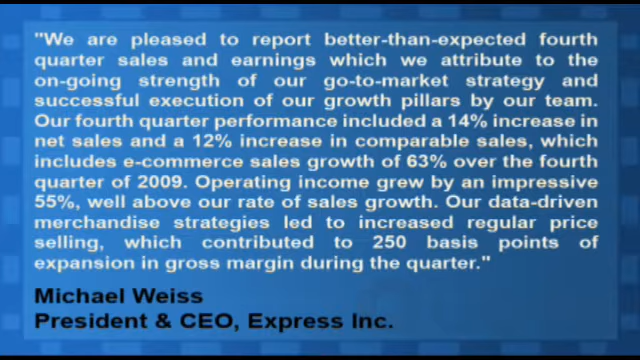 "We are pleased to report better-than-expected fourth
quarter sales and earnings which we attribute to the
on-going strength of our go-to-market strategy and
successful execution of our growth pillars by our team.
Our fourth quarter performance included a 14% increase in
net sales and a 12% increase in comparable sales, which
includes e-commerce sales growth of 63% over the fourth
quarter of 2009. Operating income grew by an impressive
55%, well above our rate of sales growth. Our data-driven
merchandise strategies led to increased regular price
selling, which contributed to 250 basis points of
expansion in gross margin during the quarter."
Michael Weiss
President & CEO, Express Inc.